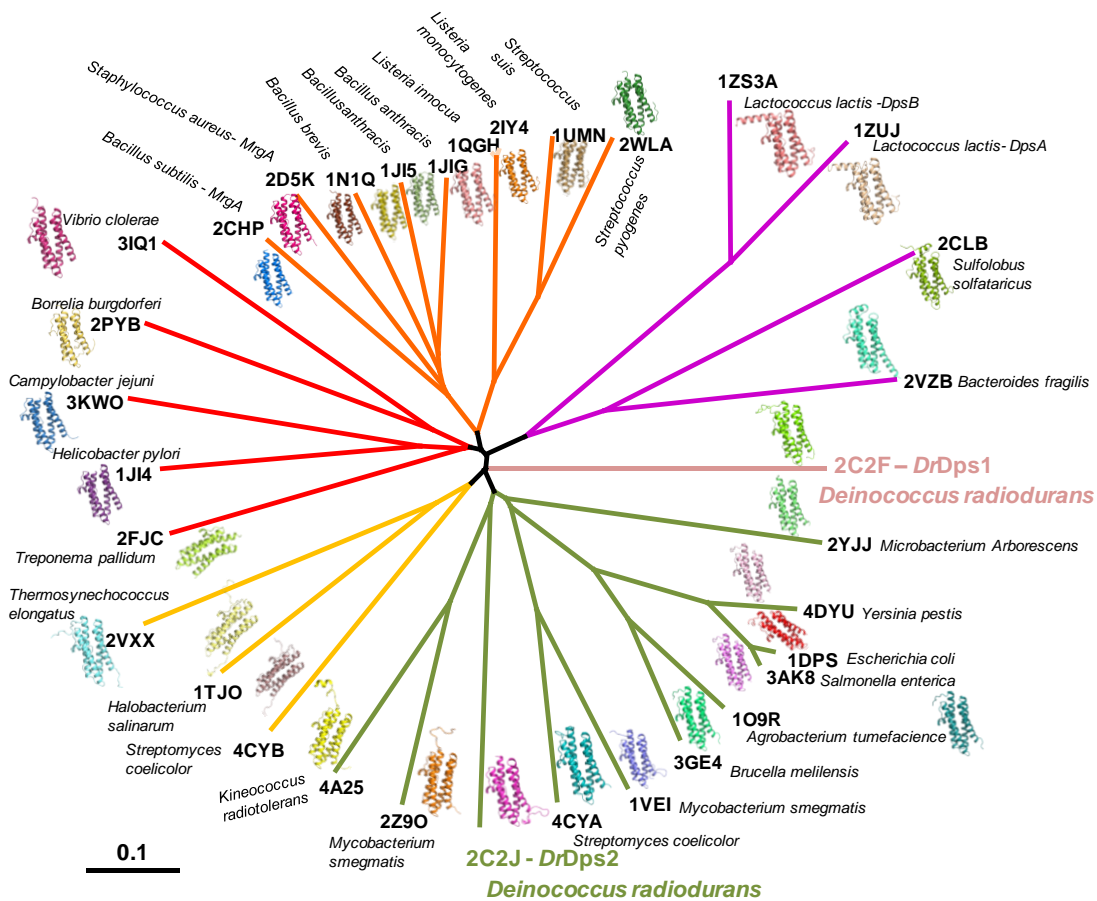 Staphylococcus aureus- MrgA
Bacillus subtilis - MrgA
Bacillus brevis
Bacillusanthracis
Bacillus anthracis
Listeria innocua
Listeria
monocytogenes
Streptococcus
suis
1ZS3A
Lactococcus lactis -DpsB
1ZUJ
Lactococcus lactis- DpsA
2D5K
1N1Q
1JI5
1JIG
1QGH
2IY4
1UMN
2WLA
Streptococcus
pyogenes
2CHP
Vibrio clolerae
3IQ1
2CLB
Sulfolobus
solfataricus
Borrelia burgdorferi
2PYB
Campylobacter jejuni
3KWO
2VZB Bacteroides fragilis
Helicobacter pylori
1JI4
2C2F – DrDps1
Deinococcus radiodurans
2FJC
Treponema pallidum
2YJJ Microbacterium Arborescens
Thermosynechococcus
elongatus
2VXX
4DYU Yersinia pestis
1DPS Escherichia coli
3AK8 Salmonella enterica
1TJO
Halobacterium
salinarum
1O9R
Agrobacterium tumefacience
Streptomyces
coelicolor
4CYB
3GE4
Brucella melilensis
Kineococcus
radiotolerans
4A25
1VEI Mycobacterium smegmatis
2Z9O
Mycobacterium
smegmatis
4CYA
Streptomyces coelicolor
0.1
2C2J - DrDps2
Deinococcus radiodurans